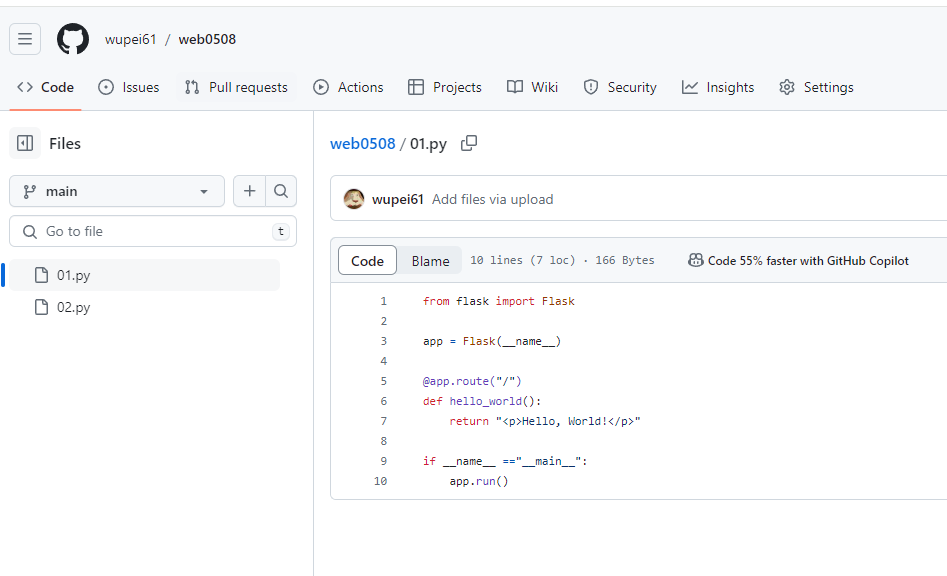 wupei61 / web0508
Code Issues Pull requests Actions Projects Wiki Security Insights Settings
Files
main
Go to file t
01.py
02.py
web0508 / 01.py
wupei61 Add files via upload
Code Blame 10 lines (7 loc) · 166 Bytes Code 55% faster with GitHub Copilot
1 from flask import Flask
2
3 app = Flask(__name__)
4
5 @app.route("/")
6 def hello_world():
7     return "<p>Hello, World!</p>"
8
9 if __name__ =="__main__":
10     app.run()